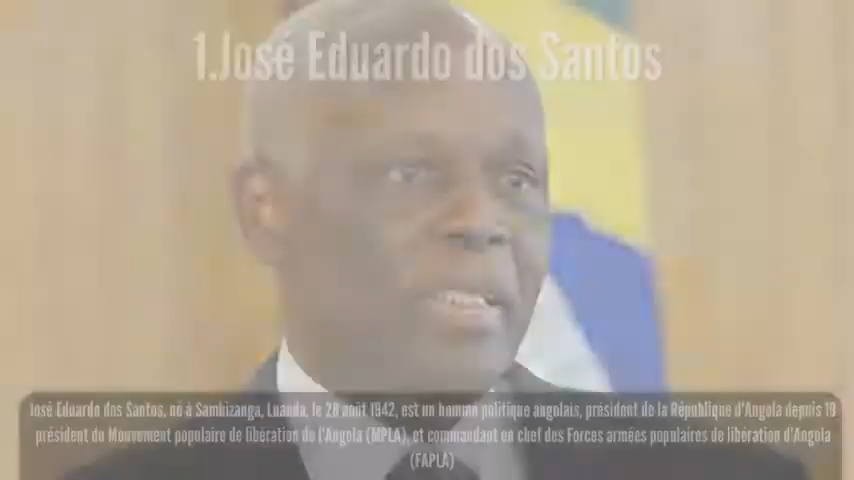 1.José Eduardo dos Santos
José Eduardo dos Santos, né à Sambizanga, Luanda, le 28 août 1942, est un homme politique angolais, président de la République d'Angola depuis 19
président du Mouvement populaire de libération de l'Angola (MPLA), et commandant en chef des Forces armées populaires de libération d'Angola
(FAPLA)